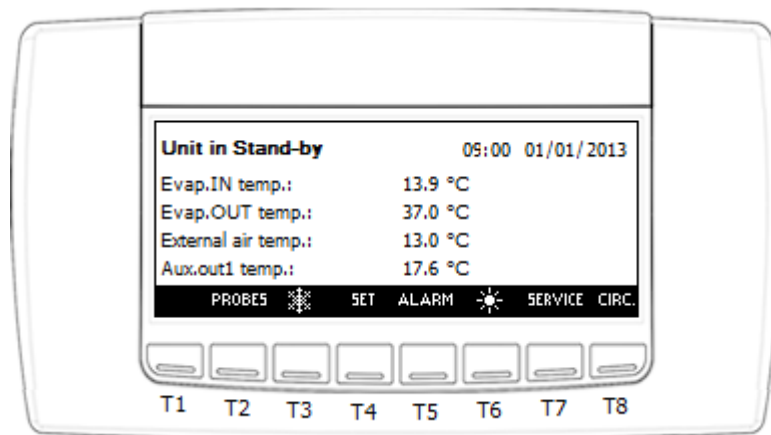 Unit in Stand-by 09:00 01/01/2013
Evap.IN temp.: 13.9 °C
Evap.OUT temp.: 37.0 °C
External air temp.: 13.0 °C
Aux.out1 temp.: 17.6 °C
PROBES SET ALARM SERVICE CIRC.
T1 T2 T3 T4 T5 T6 T7 T8